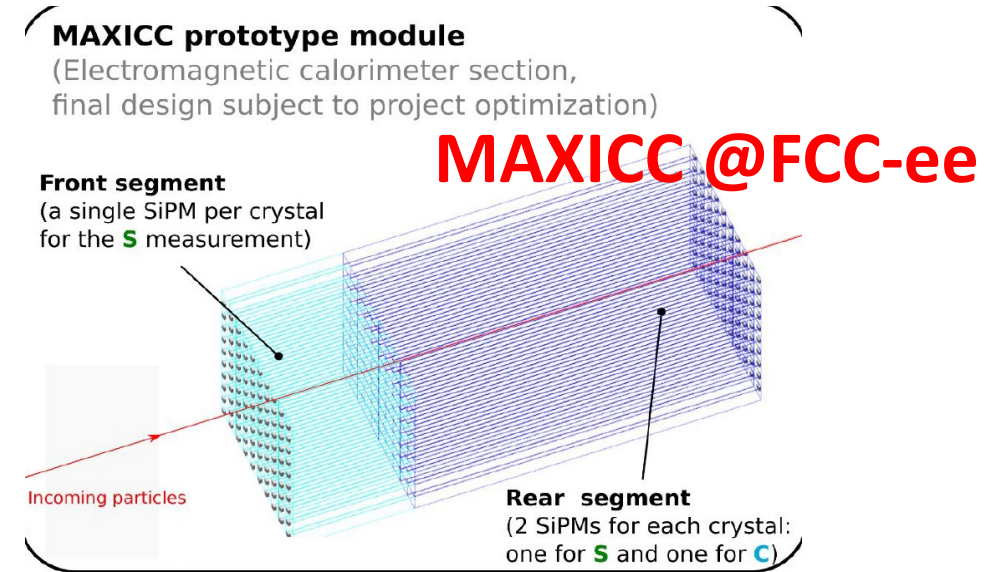 MAXICC prototype module
(Electromagnetic calorimeter section,
final design subject to project optimization)
MAXICC @FCC-ee
Front segment
(a single SiPM per crystal
for the S measurement)
Incoming particles
Rear segment
(2 SiPMs for each crystal:
one for S and one for C)